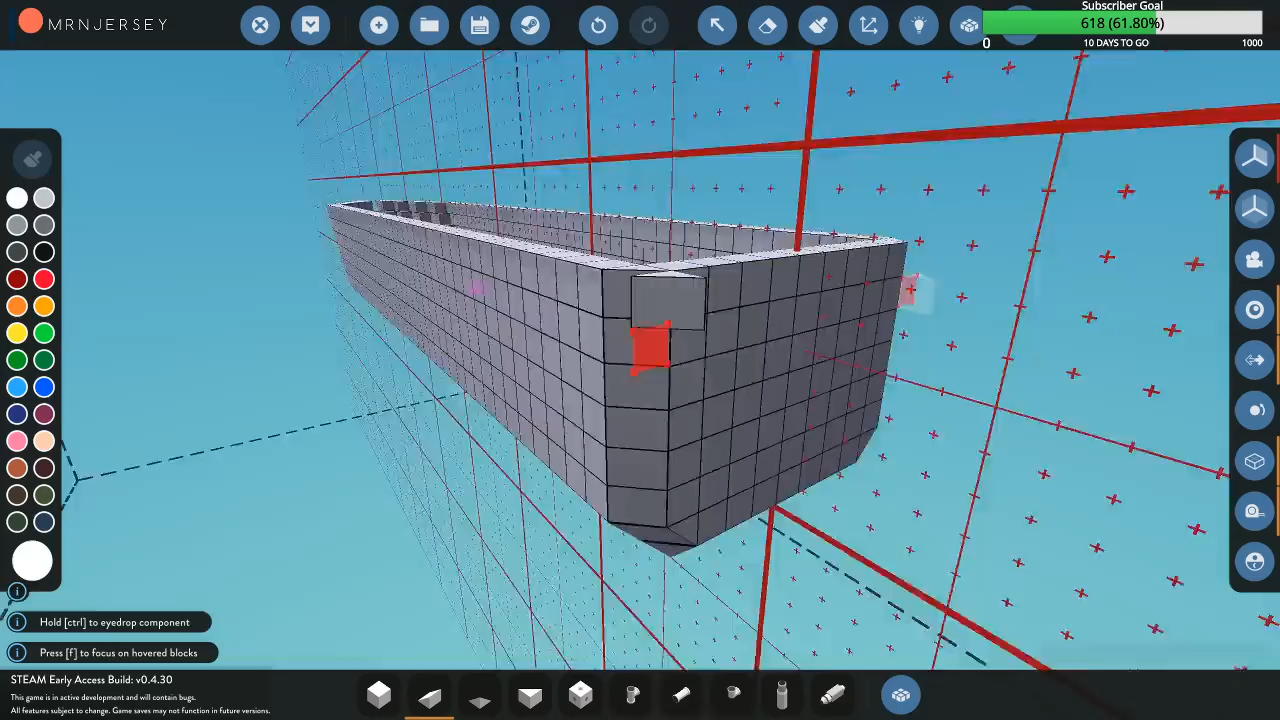 MRNJERSEY
Subscriber Goal
618 (61.80%)
0 10 DAYS TO GO 1000
Hold [ctrl] to eyedrop component
Press [f] to focus on hovered blocks
STEAM Early Access Build: v0.4.30
This game is in active development and will contain bugs.
All features subject to change. Game saves may not function in future versions.